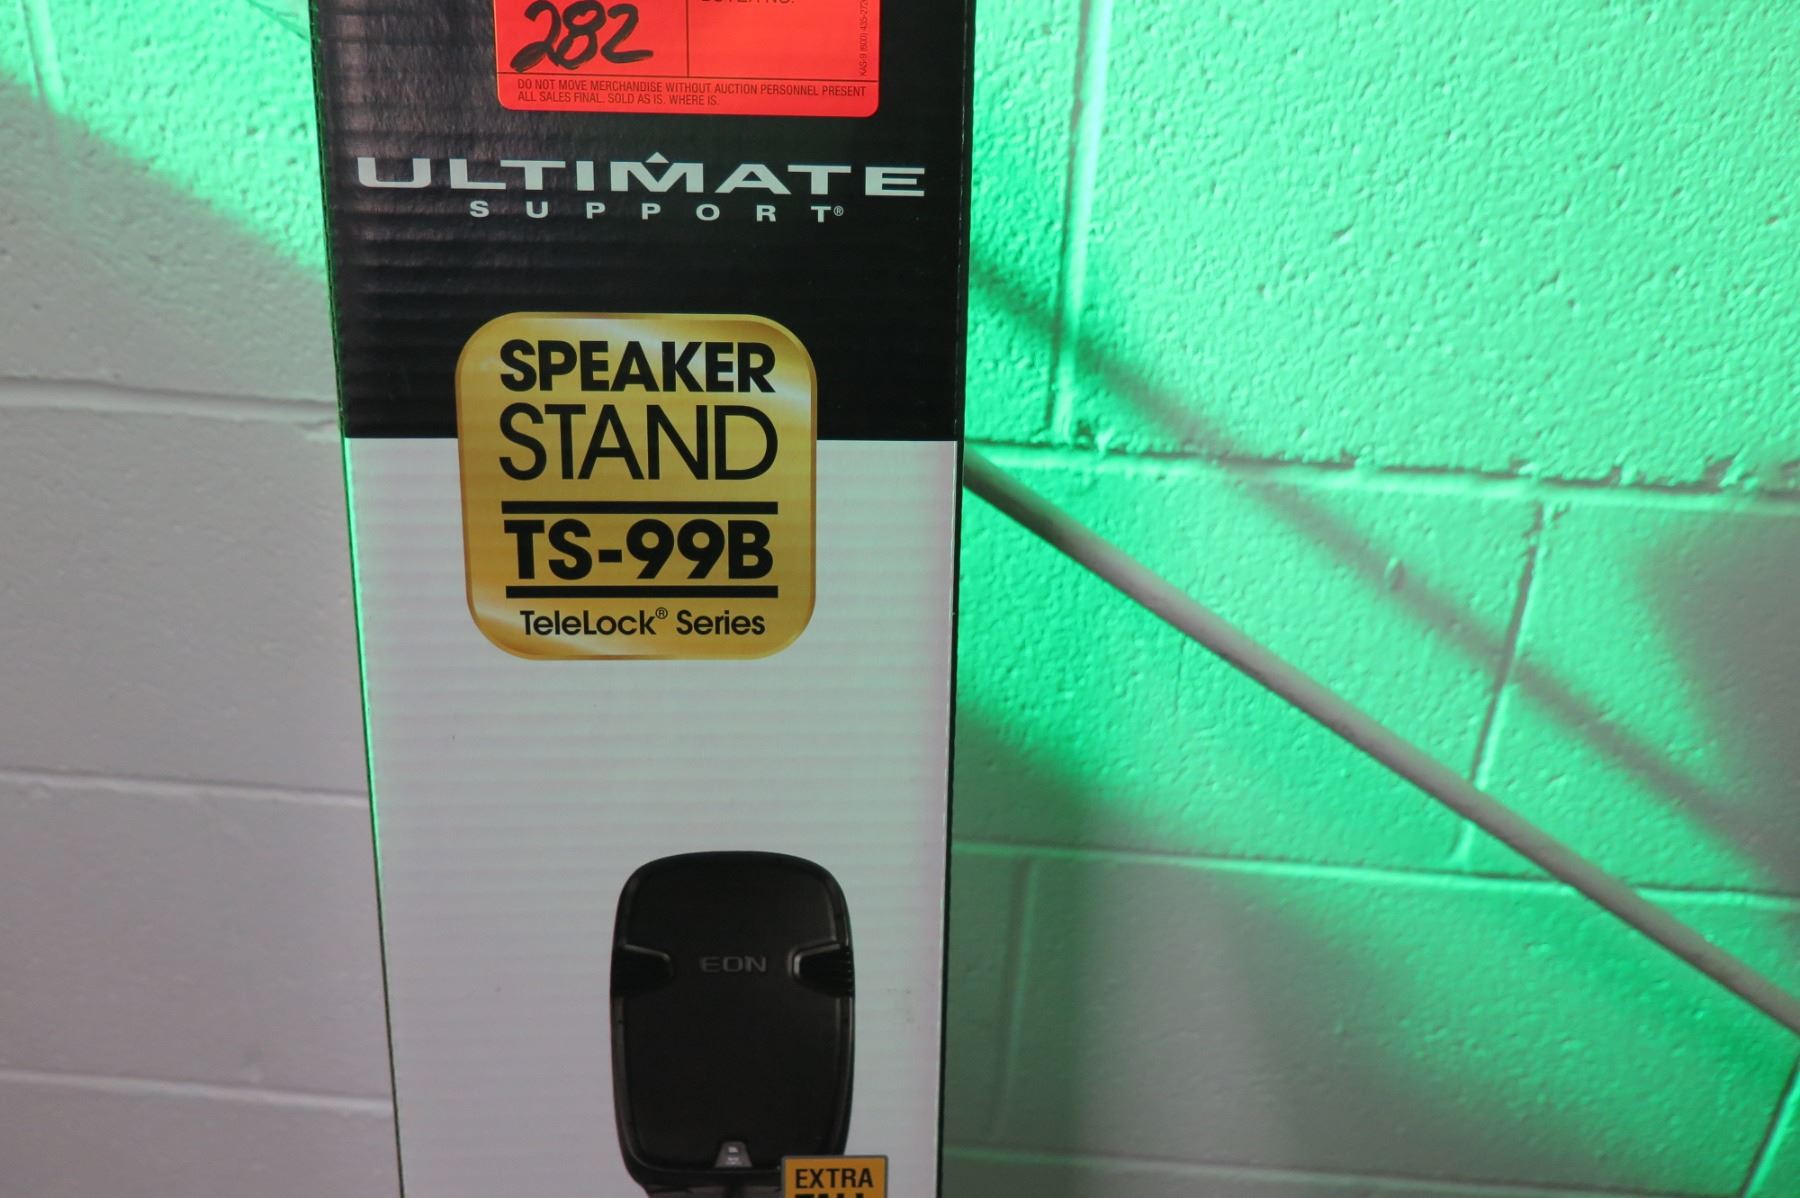 282
DO NOT MOVE MERCHANDISE WITHOUT AUCTION PERSONNEL PRESENT
ALL SALES FINAL. SOLD AS IS. WHERE IS.
ULTIMATE
SUPPORT®
SPEAKER
STAND
TS-99B
TeleLock® Series
EON
EXTRA